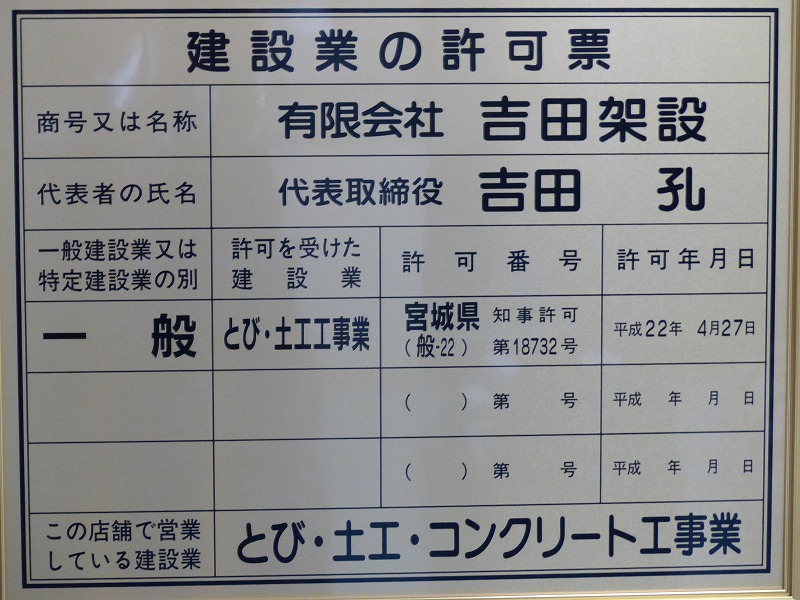 建設業の許可票
商号又は名称 有限会社 吉田架設
代表者の氏名 代表取締役 吉田 孔
一般建設業又は
特定建設業の別
許可を受けた
建設業
許可番号
許可年月日
一般
とび・土工工事業
宮城県 知事許可
(般-22) 第18732号
平成22年 4月27日
( ) 第 号 平成 年 月 日
( ) 第 号 平成 年 月 日
この店舗で営業
している建設業
とび・土工・コンクリート工事業